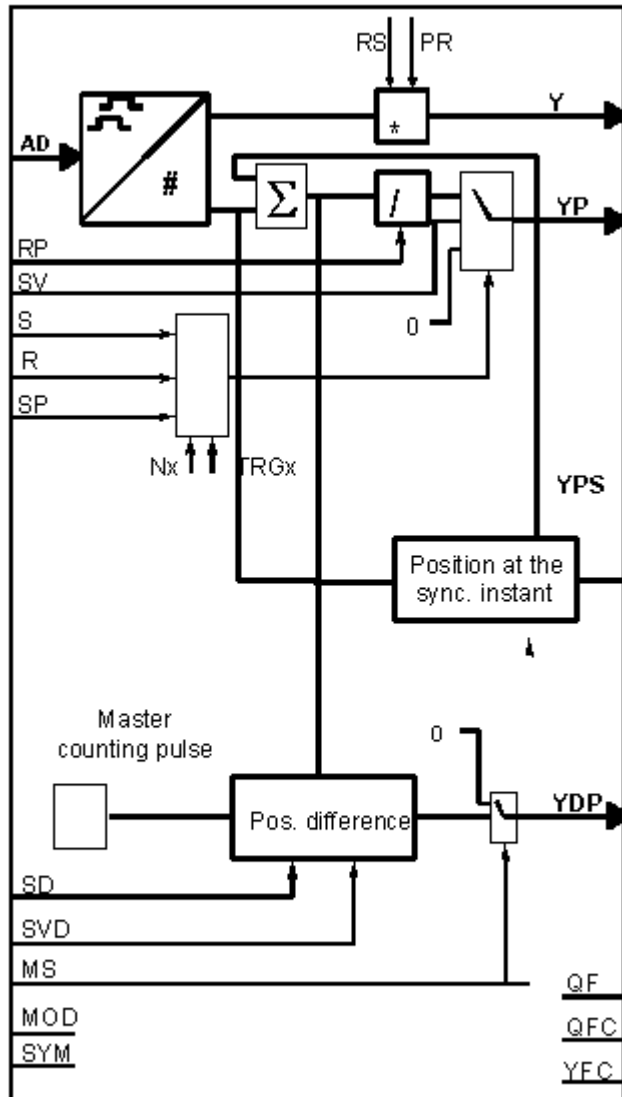 RS PR
Y
AD
#
*
Σ
/
YP
RP
SV
0
S
R
SP
Nx TRGx
YPS
Position at the
sync. instant
Master
counting pulse
0
YDP
Pos. difference
SD
SVD
MS
QF
MOD
QFC
SYM
YFC